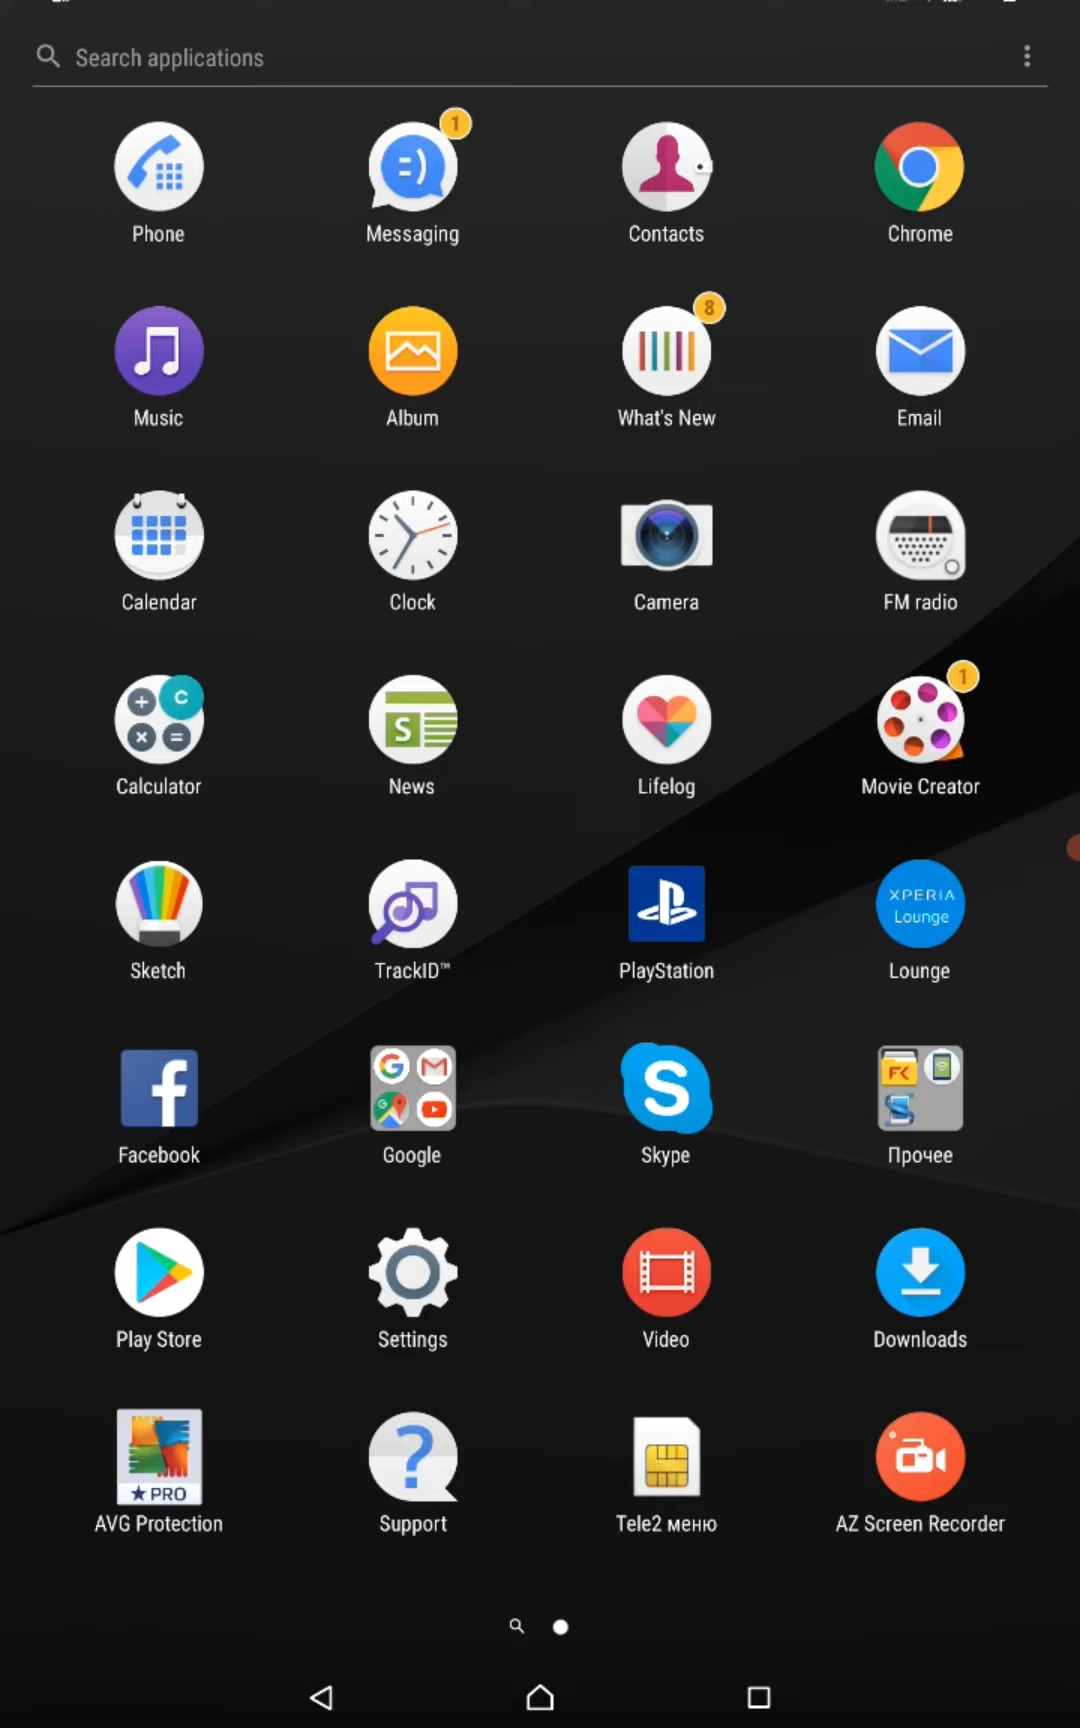 Search applications
1
Phone
Messaging
Contacts
Chrome
8
Music
Album
What's New
Email
Calendar
Clock
Camera
FM radio
C
S
1
Calculator
News
Lifelog
Movie Creator
XPERIA
Lounge
Sketch
TrackID™
PlayStation
Lounge
Facebook
Google
Skype
Прочее
Play Store
Settings
Video
Downloads
★ PRO
AVG Protection
Support
Tele2 меню
AZ Screen Recorder